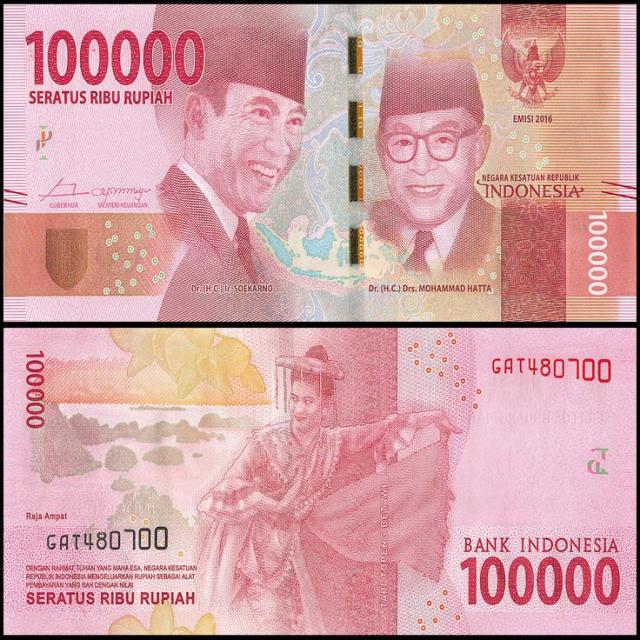 100000
SERATUS RIBU RUPIAH
EMISI 2016
NEGARA KESATUAN REPUBLIK
INDONESIA
GUBERNUR
MENTERI KEUANGAN
100000
Dr. (H.C.) Ir. SOEKARNO
Dr. (H.C.) Drs. MOHAMMAD HATTA
100000
GAT480700
Raja Ampat
GAT480700
DENGAN RAHMAT TUHAN YANG MAHA ESA, NEGARA KESATUAN
REPUBLIK INDONESIA MENGELUARKAN RUPIAH SEBAGAI ALAT
PEMBAYARAN YANG SAH DENGAN NILAI
SERATUS RIBU RUPIAH
TARI TOPENG BETAWI
BANK INDONESIA
100000